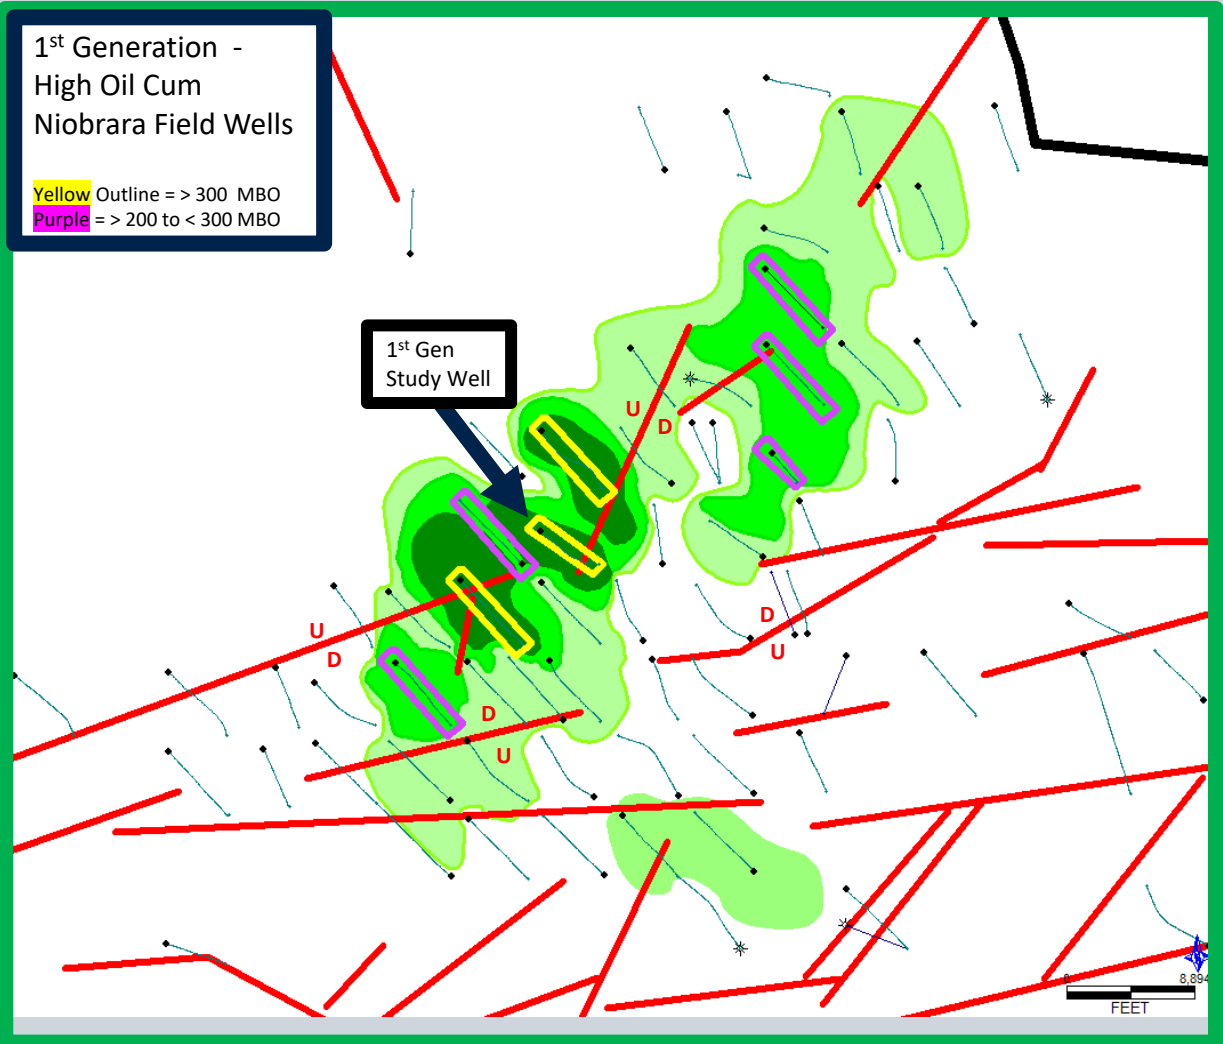 1st Generation -
High Oil Cum
Niobrara Field Wells
Yellow Outline = > 300 MBO
Purple = > 200 to < 300 MBO
1st Gen
Study Well
U
D
U
D
D
U
D
U
0
8,894
FEET